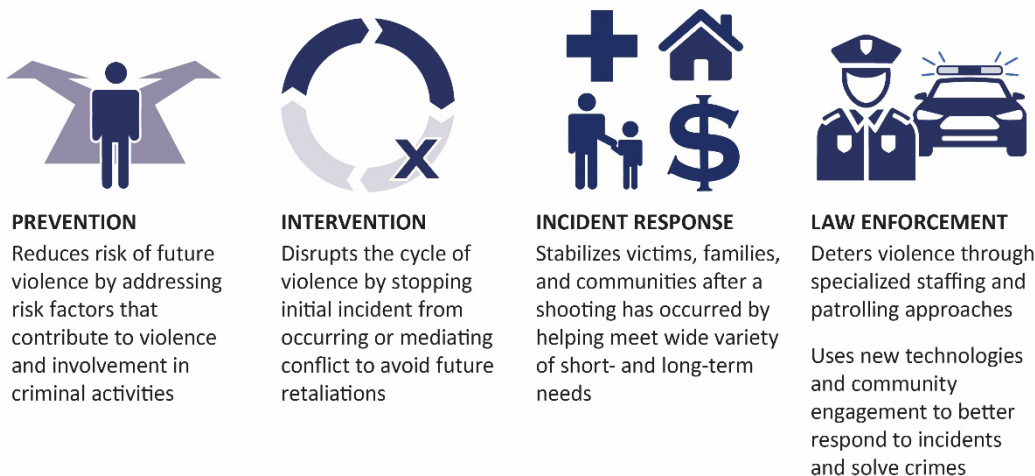 PREVENTION
Reduces risk of future
violence by addressing
risk factors that
contribute to violence
and involvement in
criminal activities
X
INTERVENTION
Disrupts the cycle of
violence by stopping
initial incident from
occurring or mediating
conflict to avoid future
retaliations
$
INCIDENT RESPONSE
Stabilizes victims, families,
and communities after a
shooting has occurred by
helping meet wide variety
of short- and long-term
needs
LAW ENFORCEMENT
Deters violence through
specialized staffing and
patrolling approaches
Uses new technologies
and community
engagement to better
respond to incidents
and solve crimes